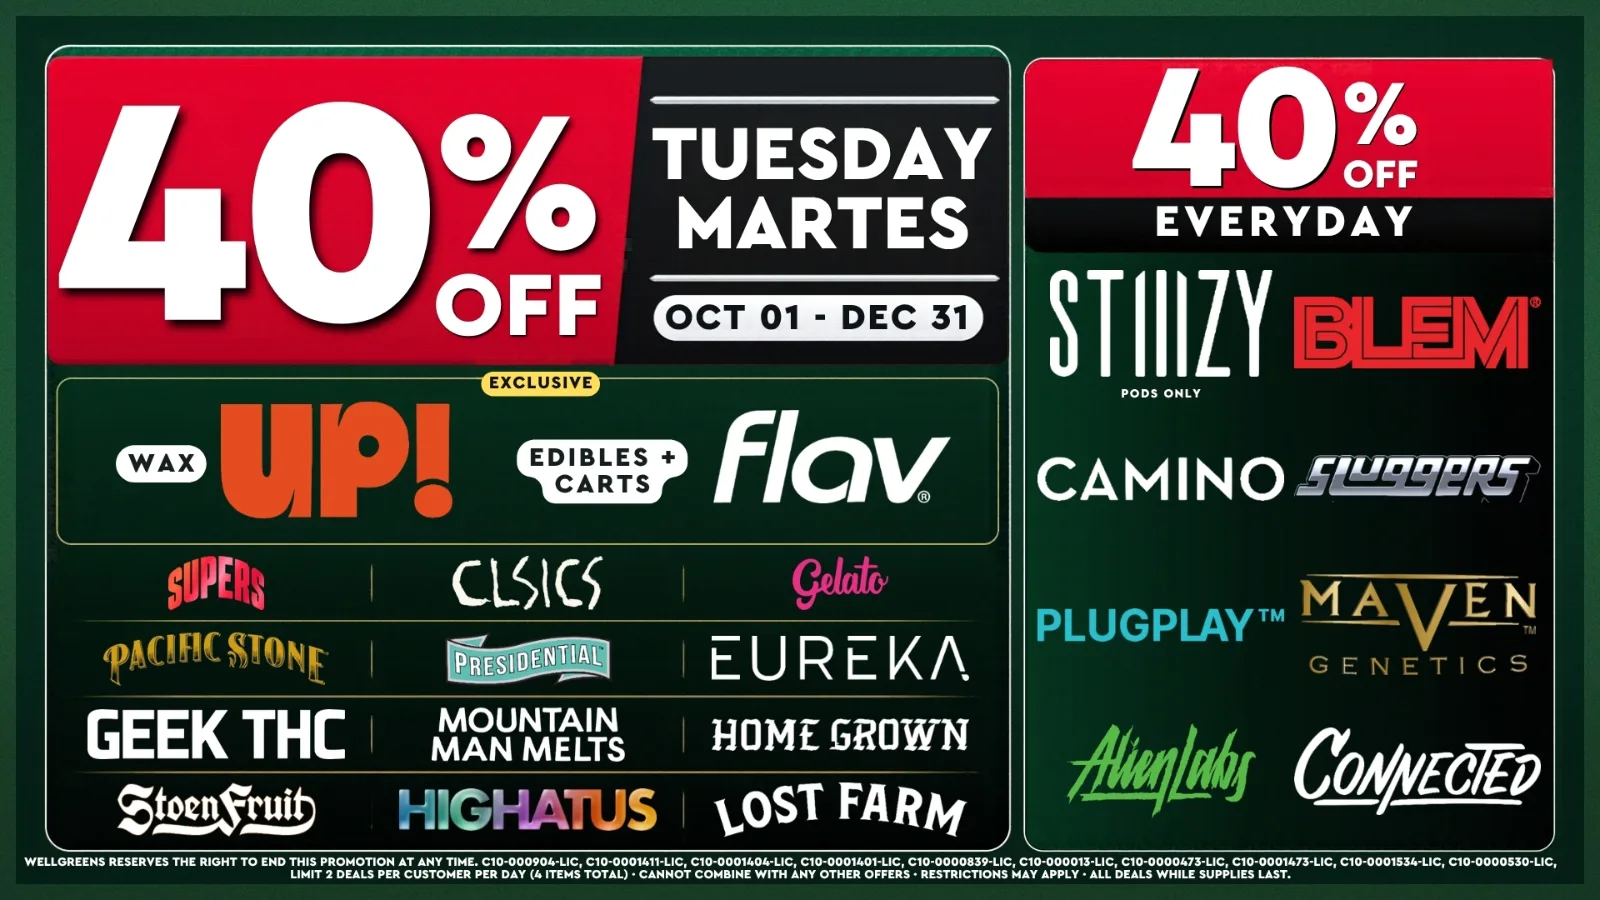 40% OFF
TUESDAY
MARTES
OCT 01 - DEC 31
EXCLUSIVE
WAX
UP!
EDIBLES +
CARTS
flav®
SUPERS
CLSICS
Gelato
PACIFIC STONE
PRESIDENTIAL™
EUREKA
GEEK THC
MOUNTAIN
MAN MELTS
HOME GROWN
StoenFruit
HIGHATUS
LOST FARM
40% OFF
EVERYDAY
STIIIZY
PODS ONLY
BLEM®
CAMINO
SLUGGERS
PLUGPLAY™
MAVEN™
GENETICS
Alien Labs
CONNECTED
WELLGREENS RESERVES THE RIGHT TO END THIS PROMOTION AT ANY TIME. C10-000904-LIC, C10-0001411-LIC, C10-0001404-LIC, C10-0001401-LIC, C10-0000839-LIC, C10-000013-LIC, C10-0000473-LIC, C10-0001473-LIC, C10-0001534-LIC, C10-0000530-LIC,
LIMIT 2 DEALS PER CUSTOMER PER DAY (4 ITEMS TOTAL) • CANNOT COMBINE WITH ANY OTHER OFFERS • RESTRICTIONS MAY APPLY • ALL DEALS WHILE SUPPLIES LAST.